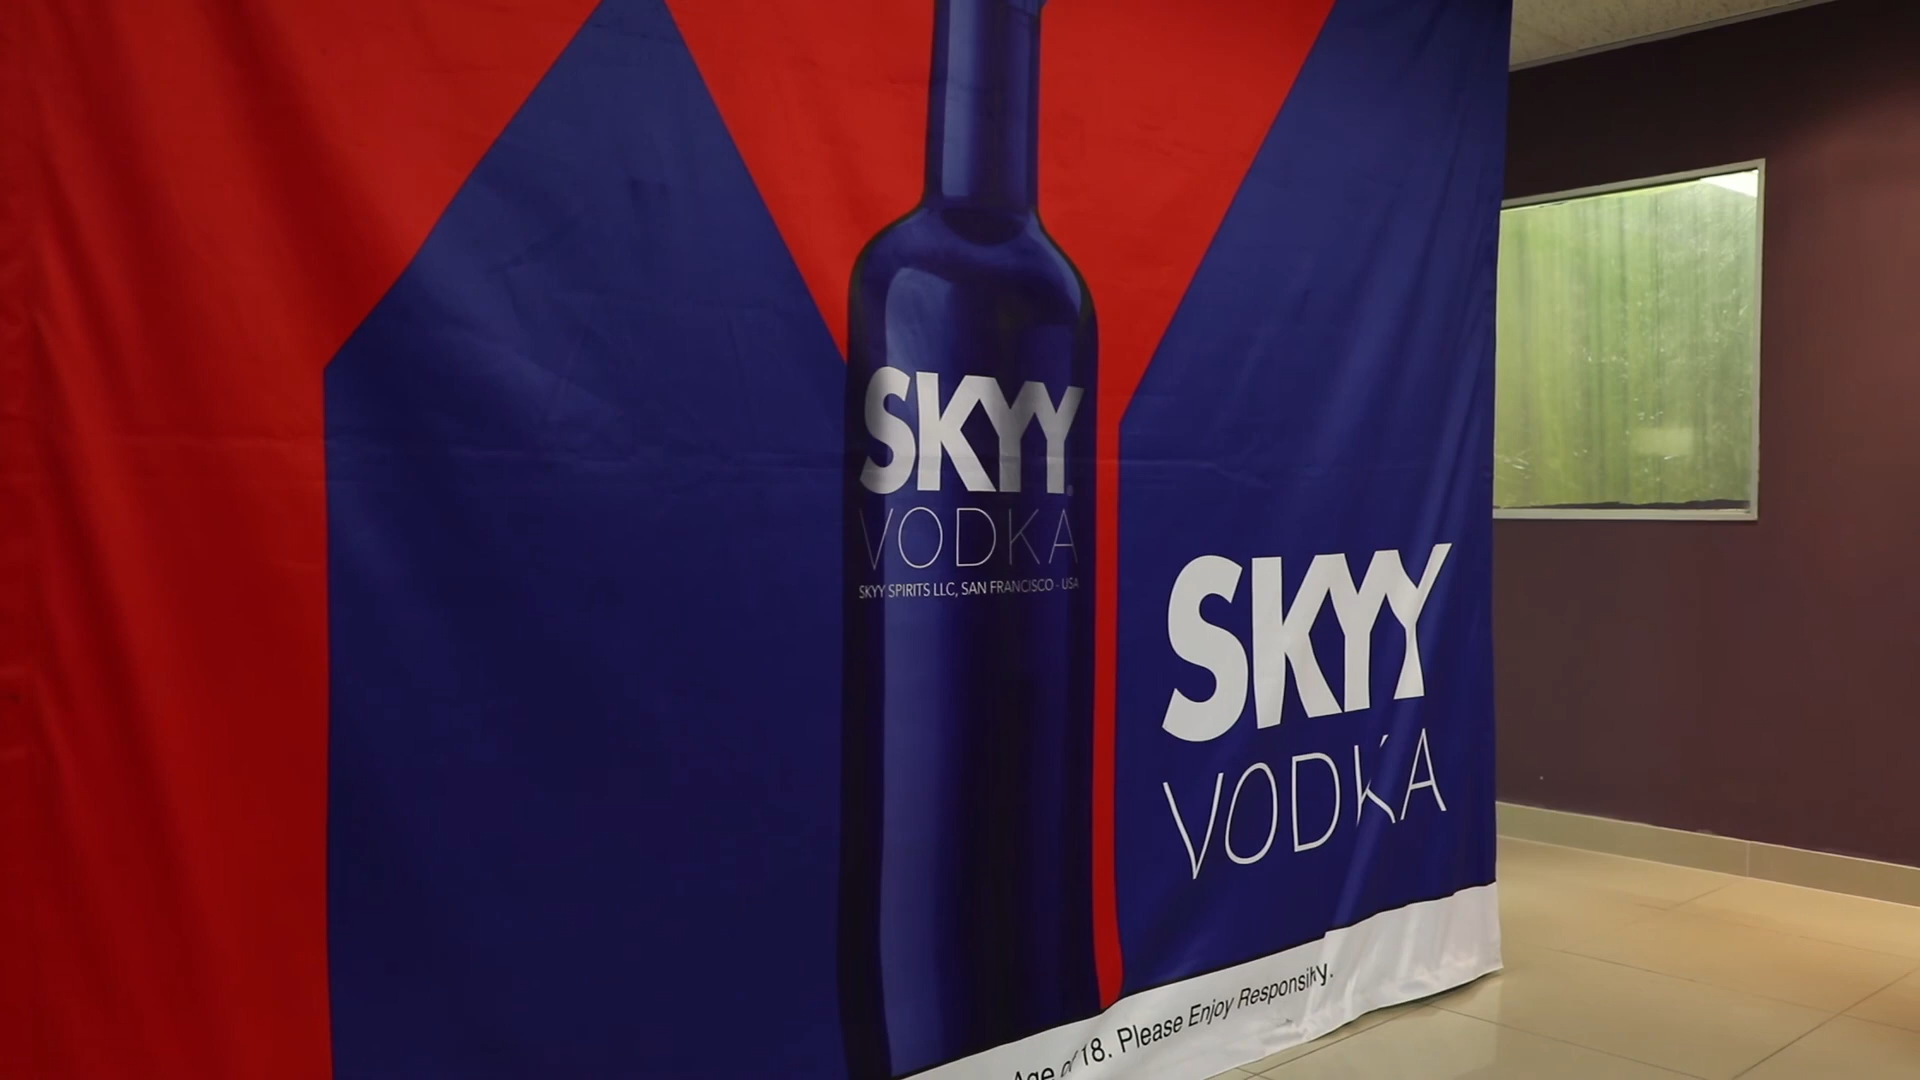 SKYY
VODKA
SKYY SPIRITS LLC, SAN FRANCISCO - USA
SKYY
VODKA
Age of 18. Please Enjoy Responsibly.